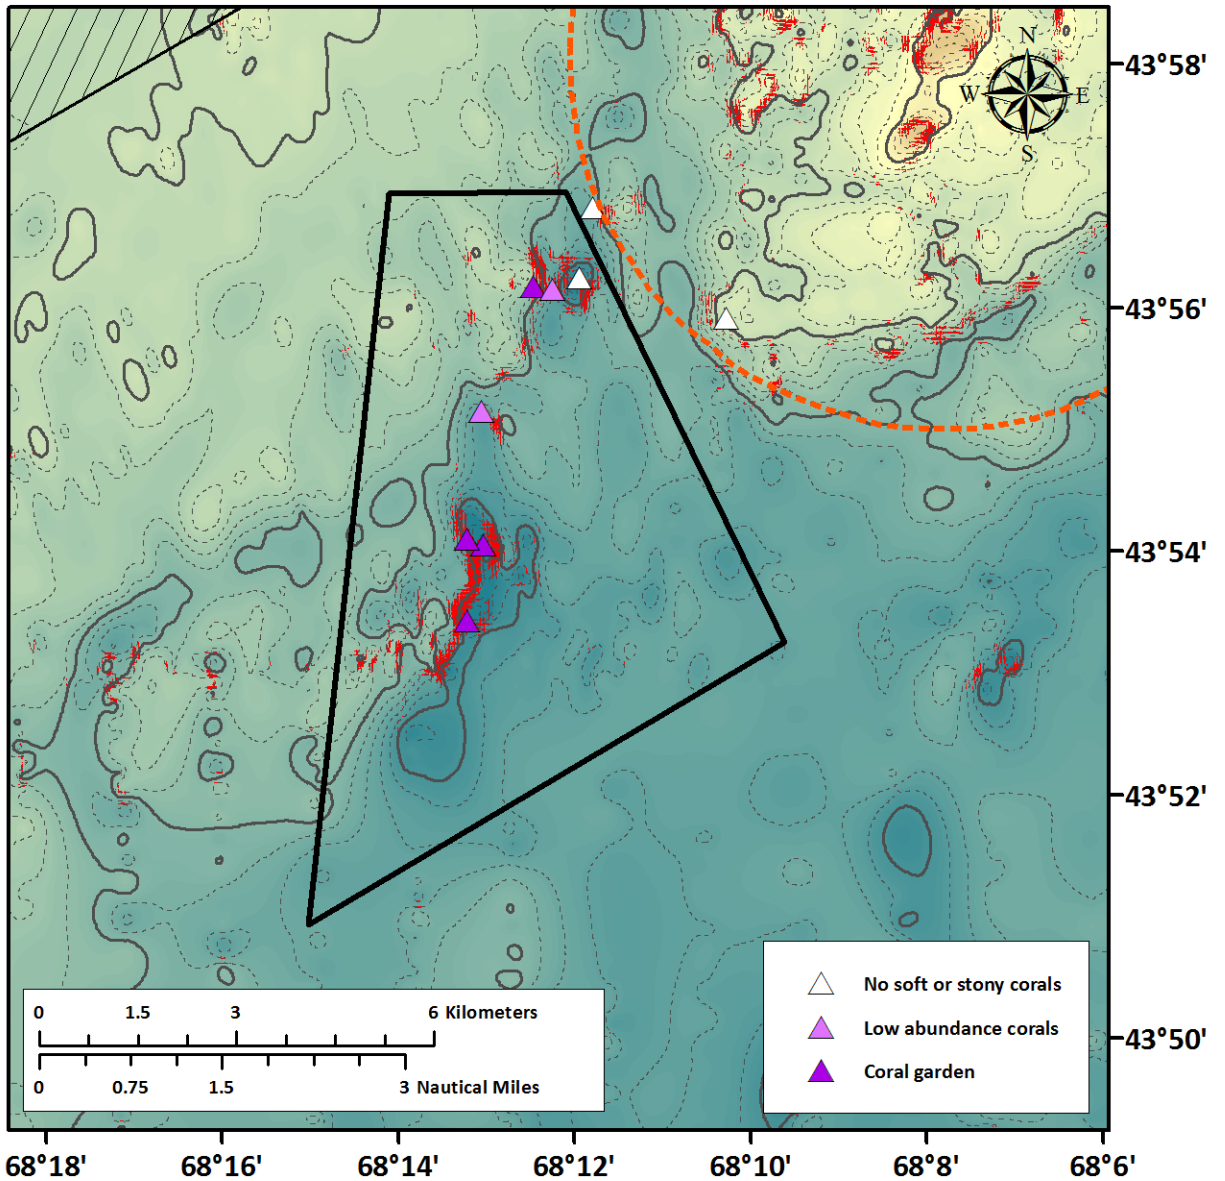 N
W E
S
43°58'
43°56'
43°54'
43°52'
43°50'
No soft or stony corals
Low abundance corals
Coral garden
0 1.5 3 6 Kilometers
0 0.75 1.5 3 Nautical Miles
68°18' 68°16' 68°14' 68°12' 68°10' 68°8' 68°6'